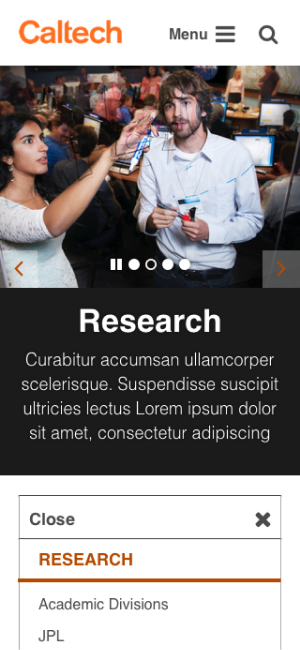 Caltech
Menu
Research
Curabitur accumsan ullamcorper
scelerisque. Suspendisse suscipit
ultricies lectus Lorem ipsum dolor
sit amet, consectetur adipiscing
Close
RESEARCH
Academic Divisions
JPL